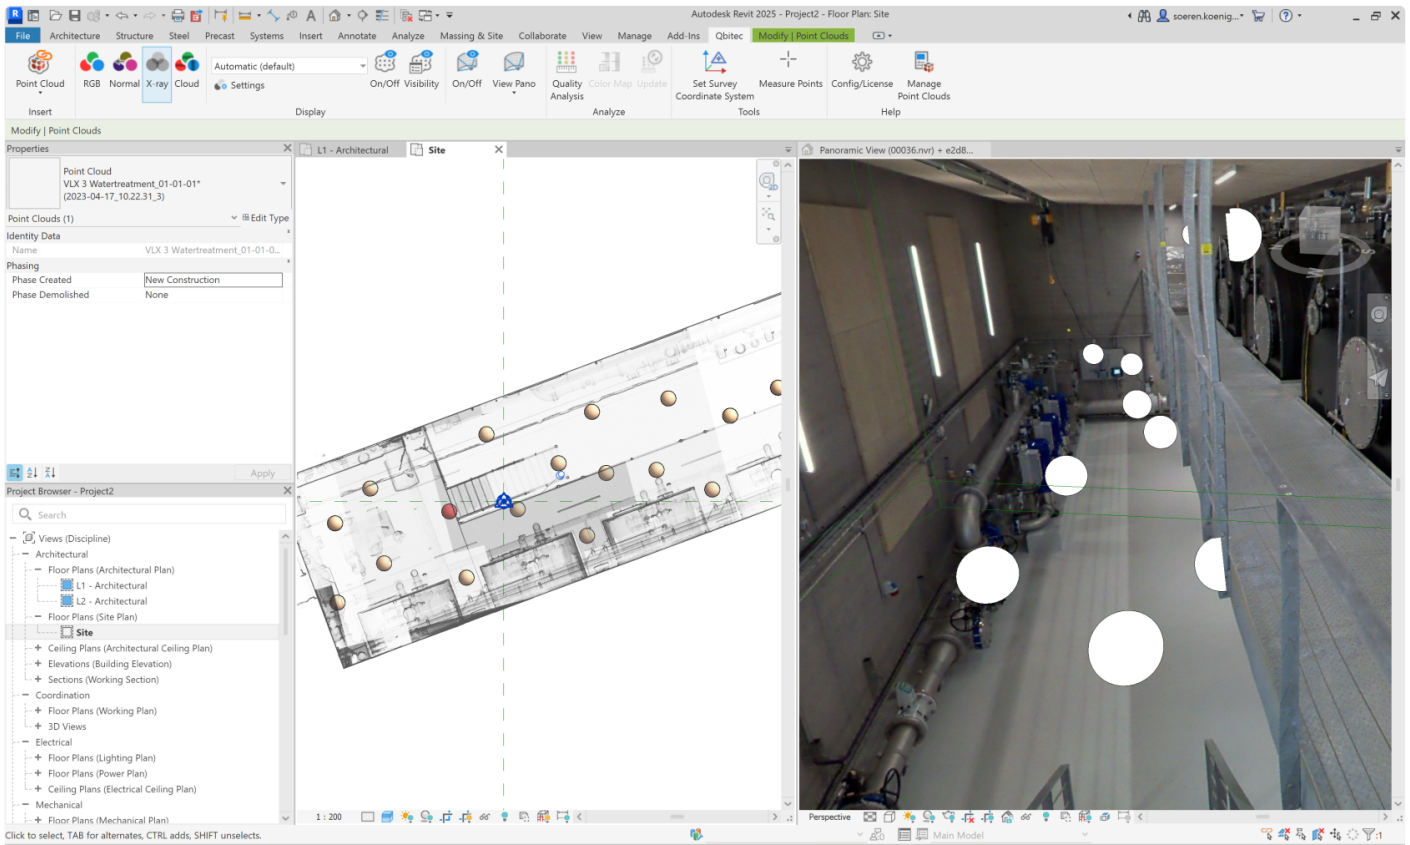 Autodesk Revit 2025 - Project2 - Floor Plan: Site
soeren.koenig...
File Architecture Structure Steel Precast Systems Insert Annotate Analyze Massing & Site Collaborate View Manage Add-Ins Qbitec Modify | Point Clouds
Point Cloud
RGB Normal X-ray Cloud
Automatic (default)
Settings
On/Off Visibility On/Off View Pano
Quality Analysis
Color Map Update
Set Survey Coordinate System
Measure Points
Config/License
Manage Point Clouds
Insert Display Analyze Tools Help
Modify | Point Clouds
Properties
Point Cloud
VLX 3 Watertreatment_01-01-01*
(2023-04-17_10.22.31_3)
Point Clouds (1) Edit Type
Identity Data
Name VLX 3 Watertreatment_01-01-0...
Phasing
Phase Created New Construction
Phase Demolished None
Apply
Project Browser - Project2
Search
Views (Discipline)
Architectural
Floor Plans (Architectural Plan)
L1 - Architectural
L2 - Architectural
Floor Plans (Site Plan)
Site
Ceiling Plans (Architectural Ceiling Plan)
Elevations (Building Elevation)
Sections (Working Section)
Coordination
Floor Plans (Working Plan)
3D Views
Electrical
Floor Plans (Lighting Plan)
Floor Plans (Power Plan)
Ceiling Plans (Electrical Ceiling Plan)
Mechanical
Floor Plans (Mechanical Plan)
L1 - Architectural Site
1 : 200
Panoramic View (00036.nvr) + e2d8...
Perspective
Click to select, TAB for alternates, CTRL adds, SHIFT unselects.
Main Model
:1